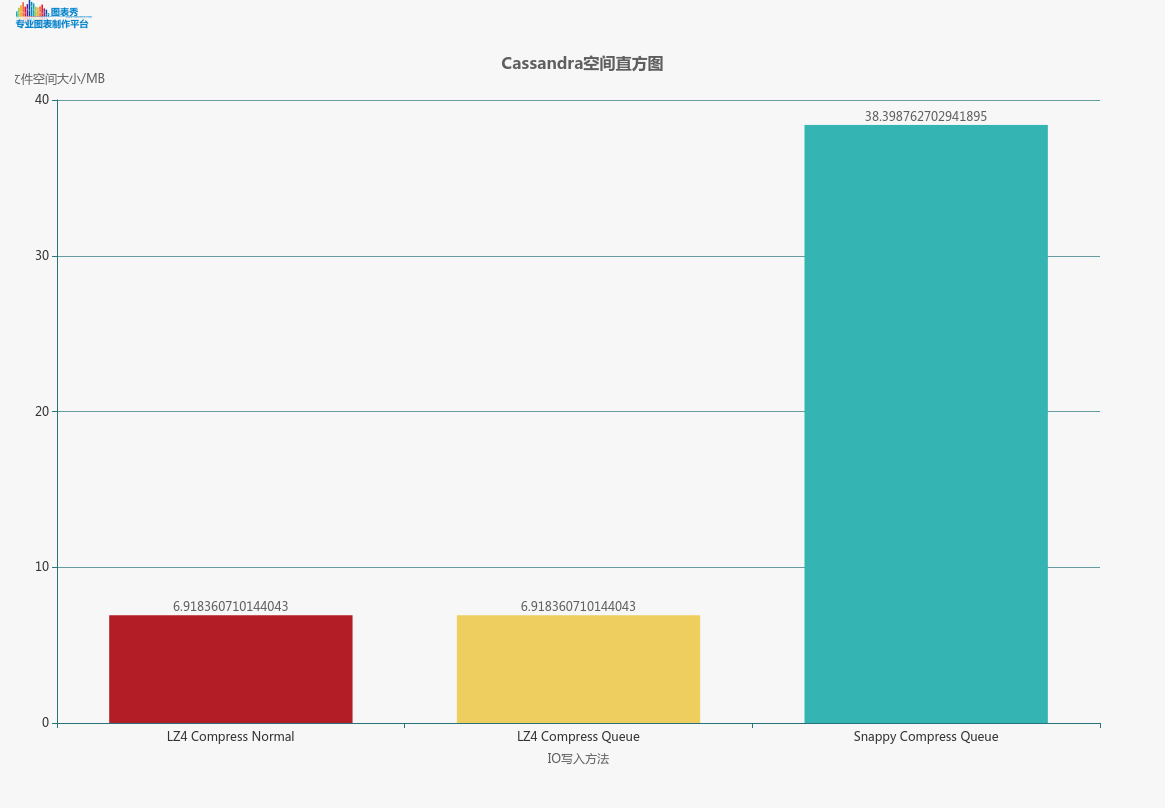 图表秀
专业图表制作平台
Cassandra空间直方图
文件空间大小/MB
40
38.398762702941895
30
20
10
6.918360710144043
6.918360710144043
0
LZ4 Compress Normal
LZ4 Compress Queue
Snappy Compress Queue
IO写入方法